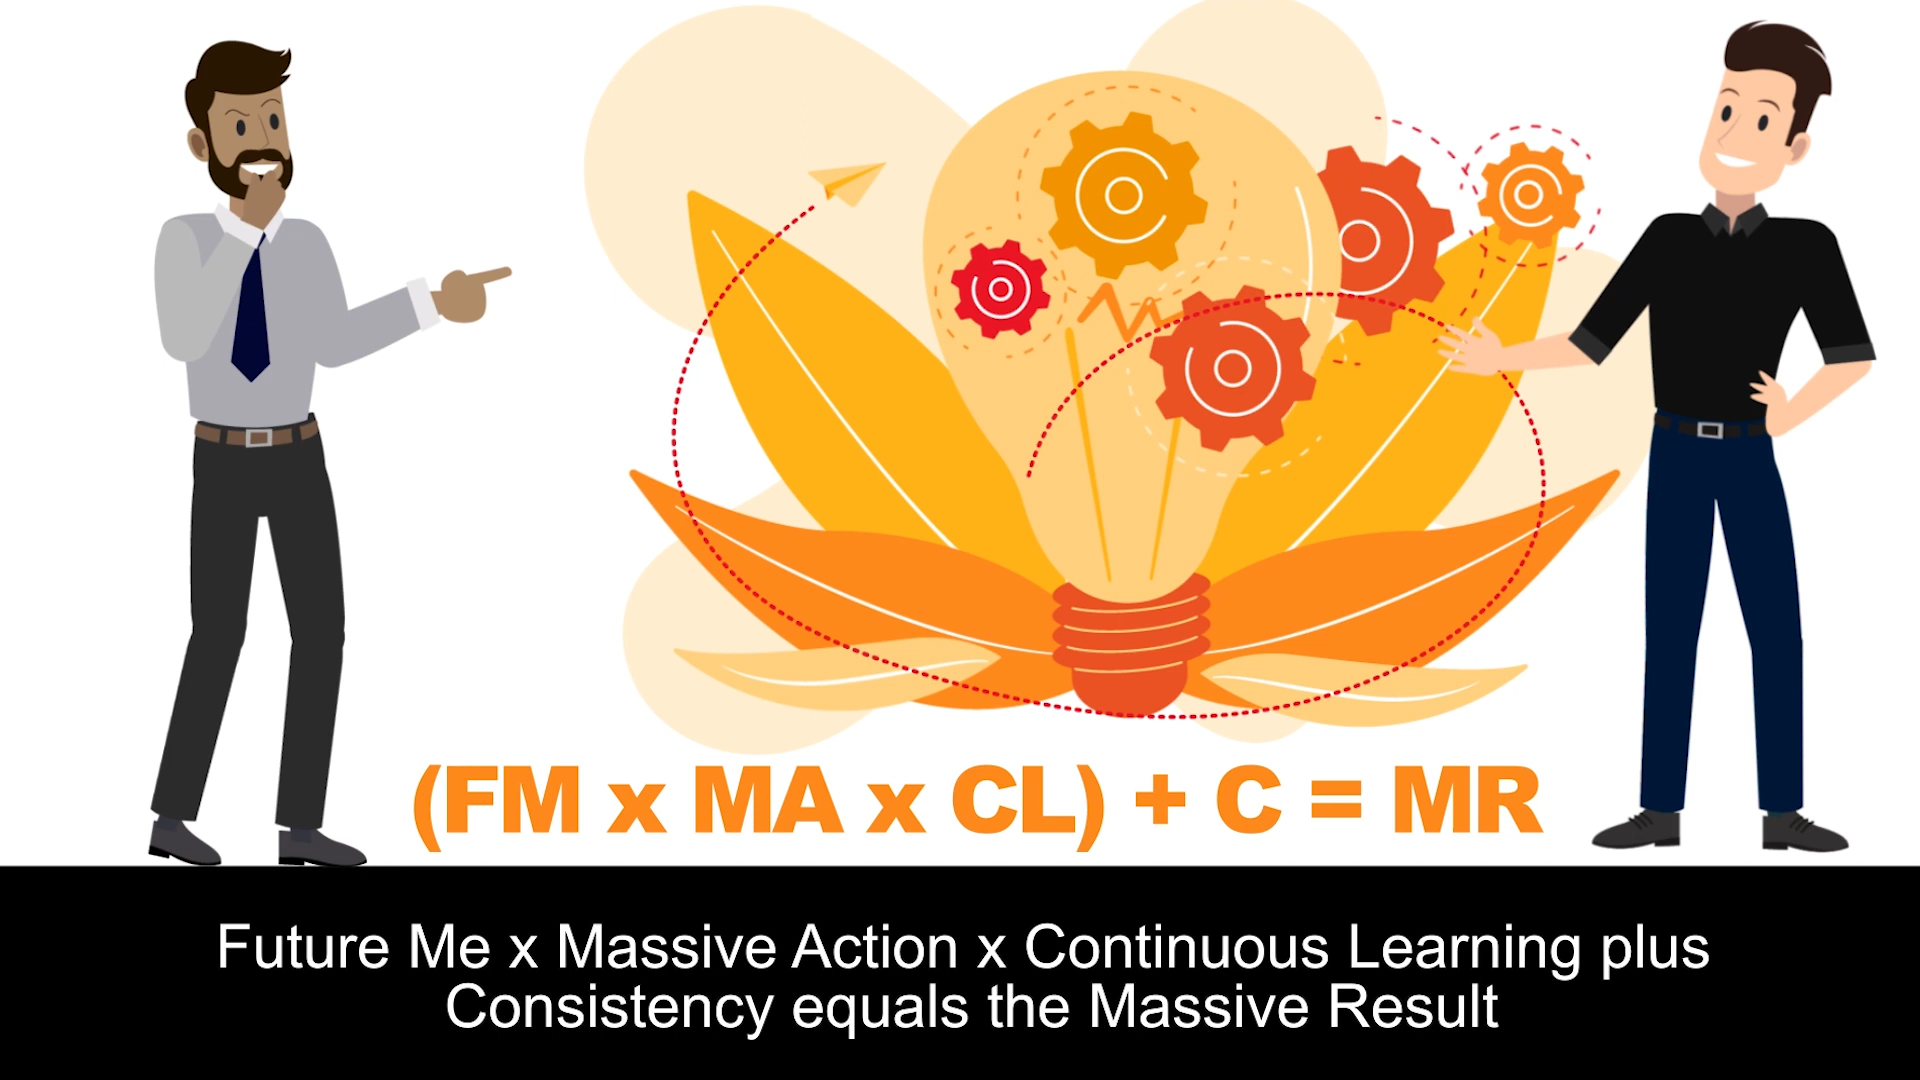 (FM x MA x CL) + C = MR
Future Me x Massive Action x Continuous Learning plus
Consistency equals the Massive Result